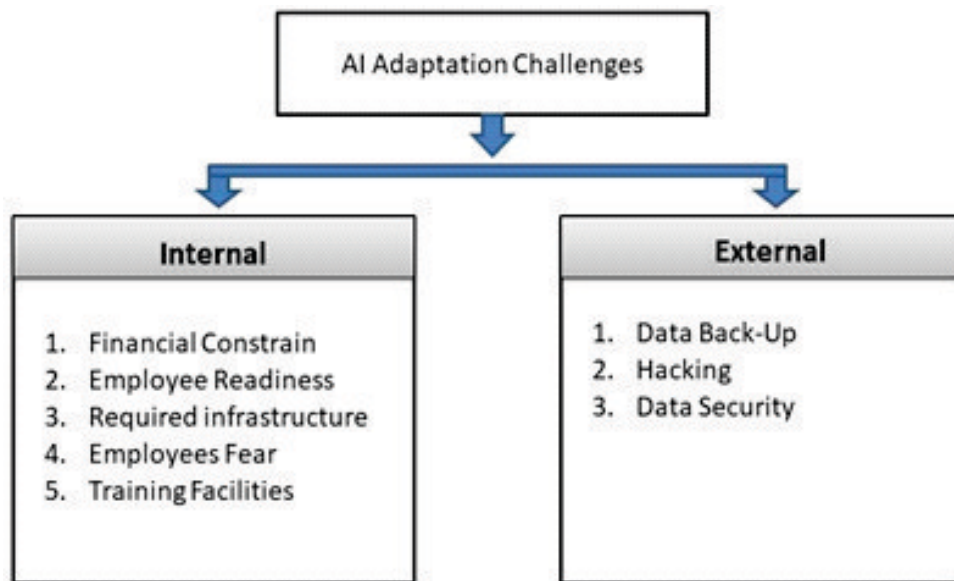 AI Adaptation Challenges
Internal
1. Financial Constrain
2. Employee Readiness
3. Required infrastructure
4. Employees Fear
5. Training Facilities
External
1. Data Back-Up
2. Hacking
3. Data Security